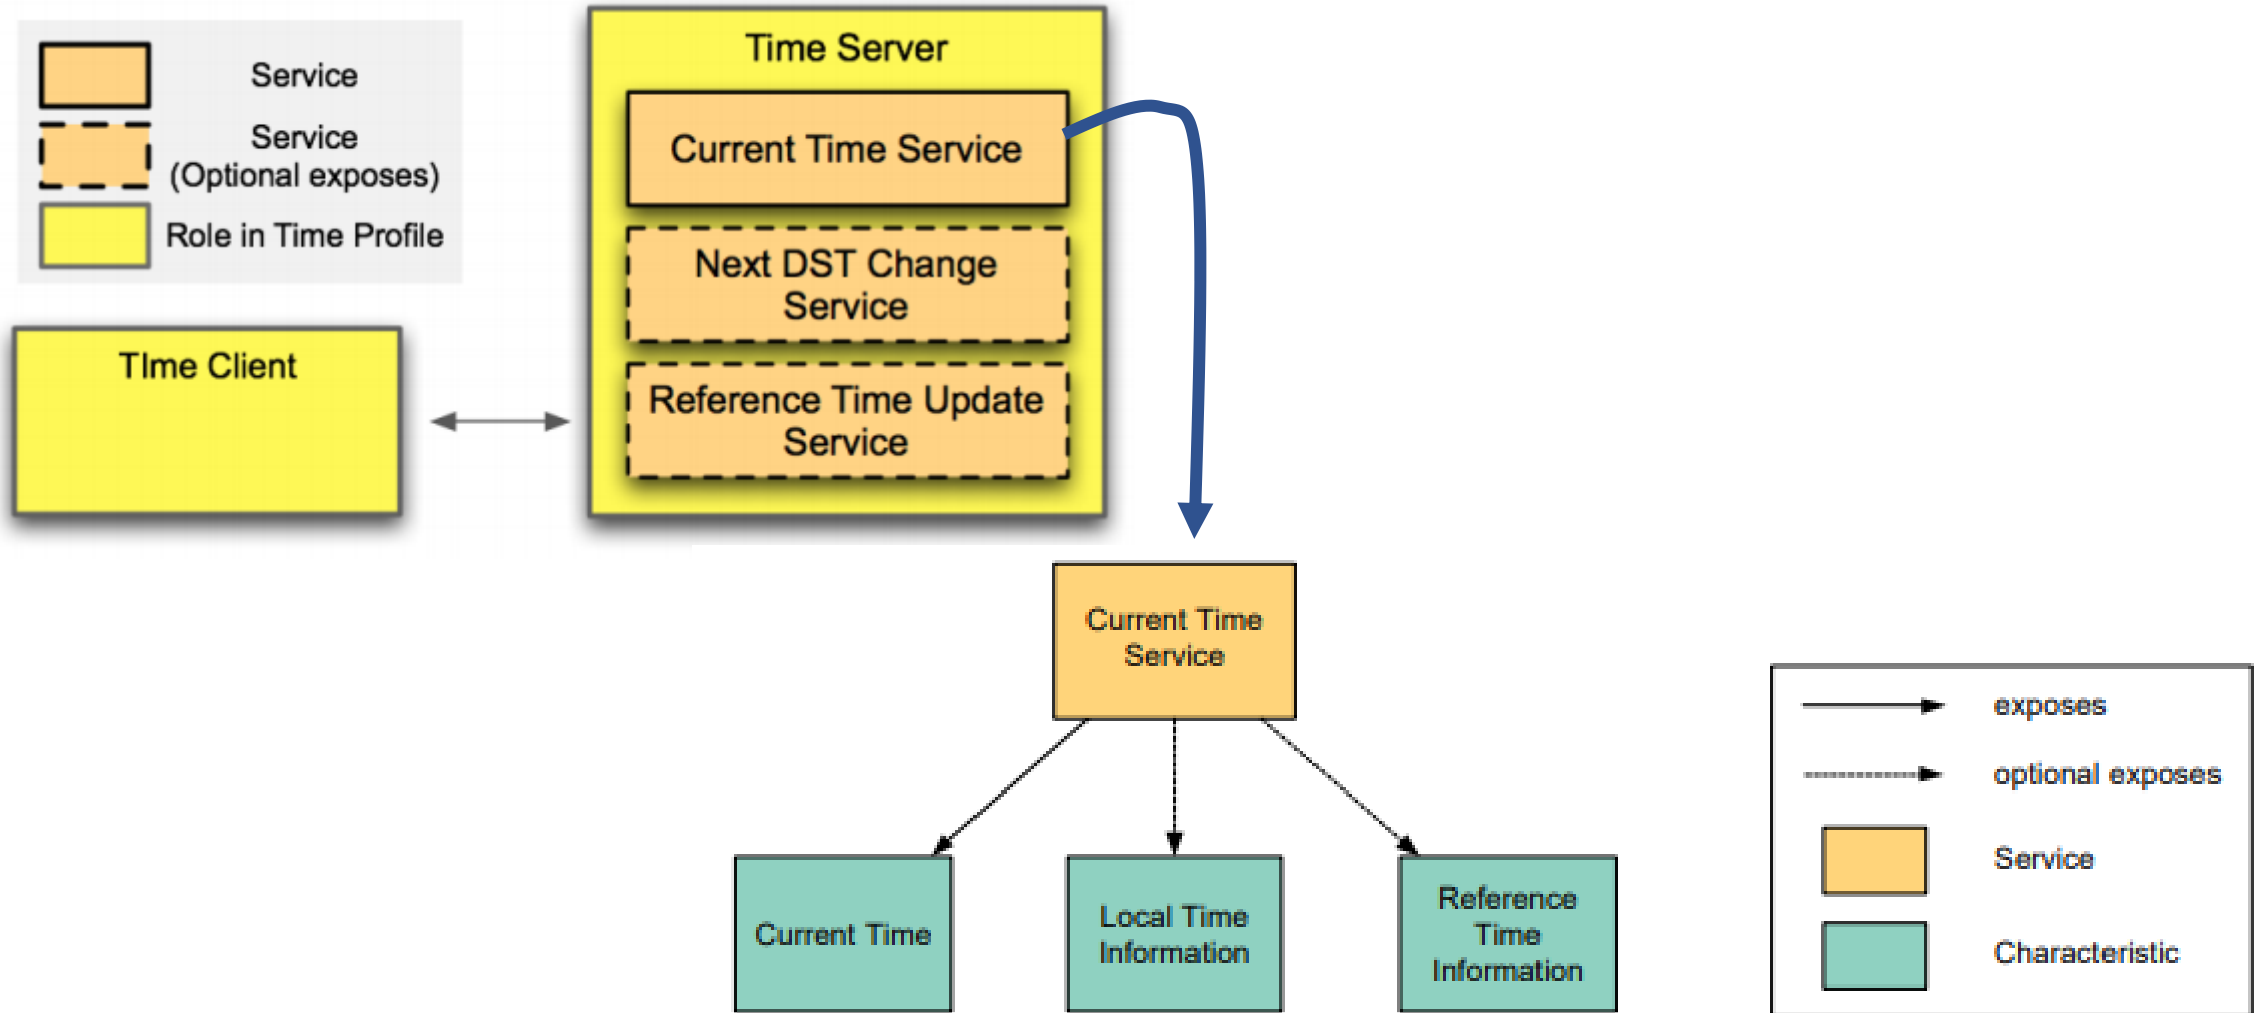 Service
Service
(Optional exposes)
Role in Time Profile
TIme Client
Time Server
Current Time Service
Next DST Change
Service
Reference Time Update
Service
Current Time
Service
Current Time
Local Time
Information
Reference
Time
Information
exposes
optional exposes
Service
Characteristic